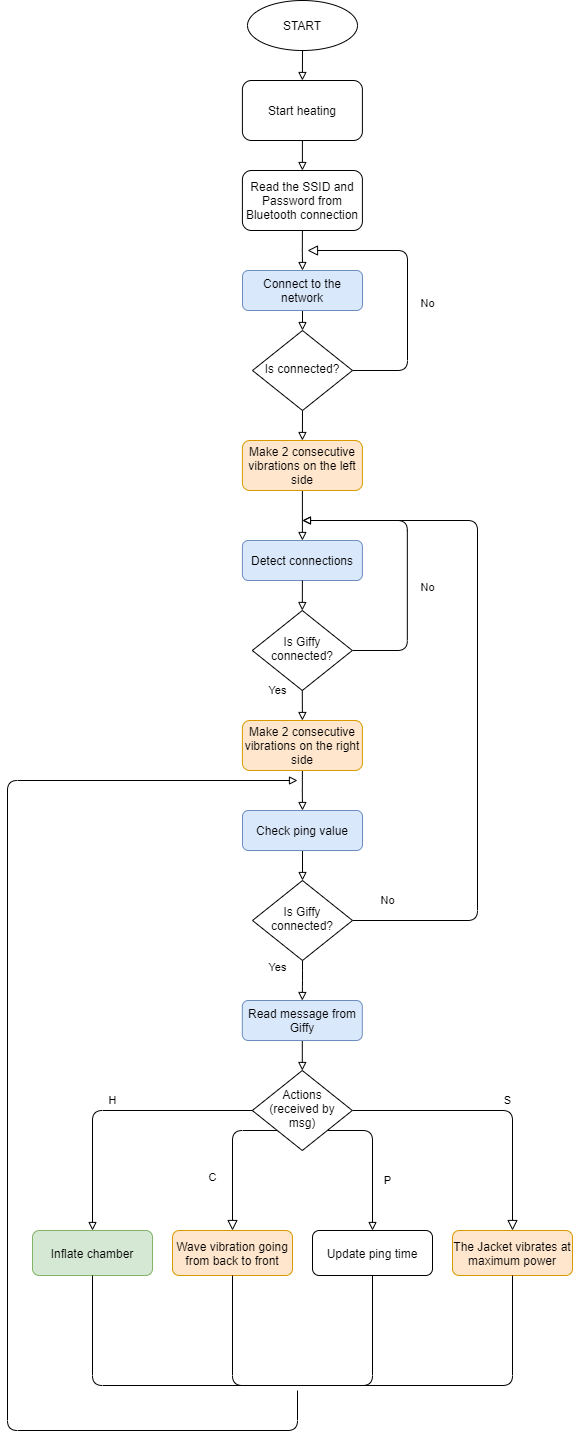 START
Start heating
Read the SSID and
Password from
Bluetooth connection
Connect to the
network
No
Is connected?
Make 2 consecutive
vibrations on the left
side
Detect connections
No
Is Giffy
connected?
Yes
Make 2 consecutive
vibrations on the right
side
Check ping value
No
Is Giffy
connected?
Yes
Read message from
Giffy
Actions
(received by
msg)
H
S
C
P
Inflate chamber
Wave vibration going
from back to front
Update ping time
The Jacket vibrates at
maximum power